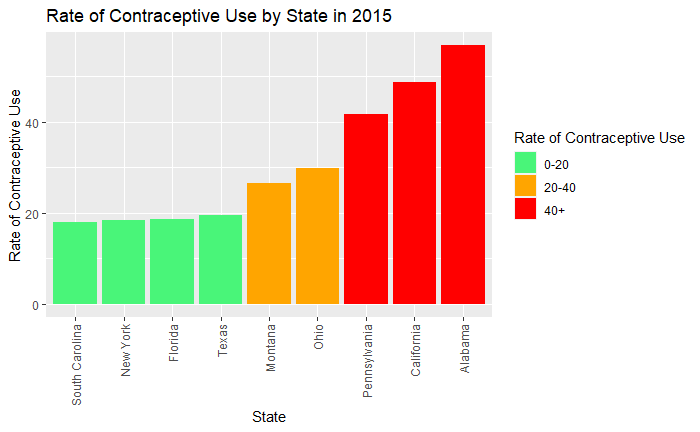 Rate of Contraceptive Use by State in 2015
Rate of Contraceptive Use
40
20
0
South Carolina
New York
Florida
Texas
Montana
Ohio
Pennsylvania
California
Alabama
State
Rate of Contraceptive Use
0-20
20-40
40+